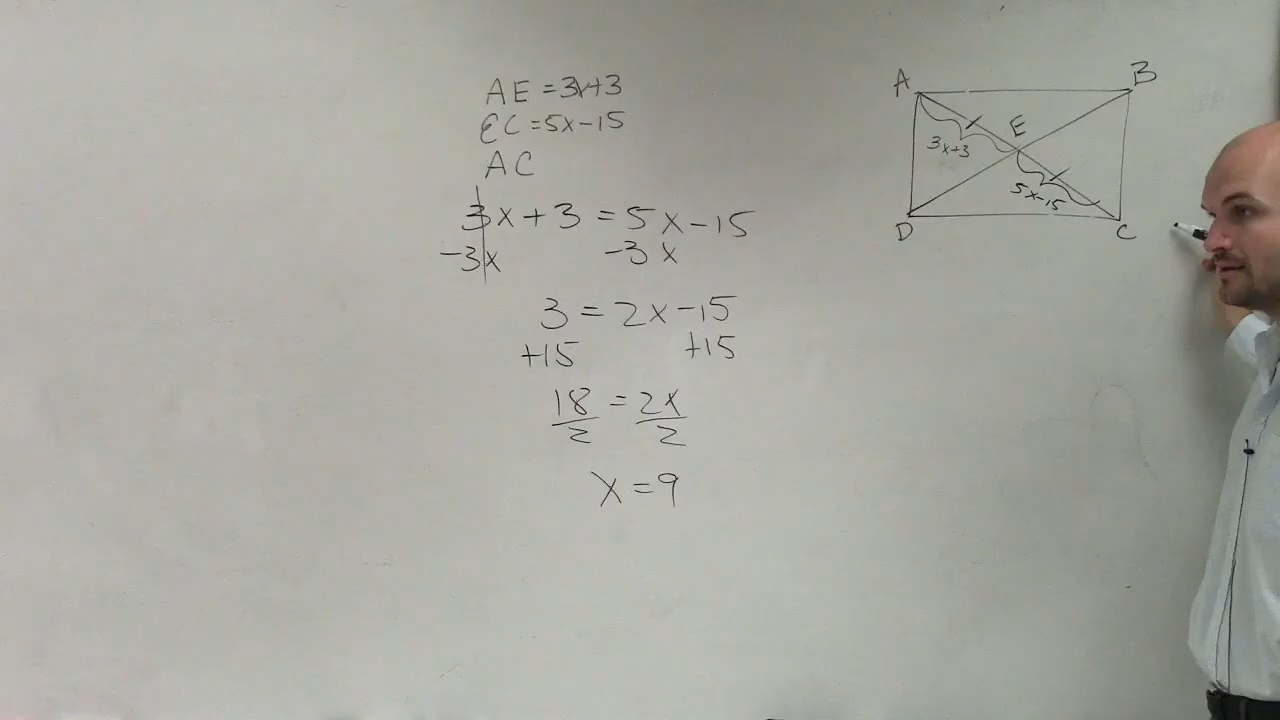 AE = 3x+3
EC = 5x-15
AC
3x + 3 = 5x - 15
-3x -3x
3 = 2x - 15
+15 +15
18 = 2x
2 2
x = 9
A B
E
3x+3
5x-15
D C